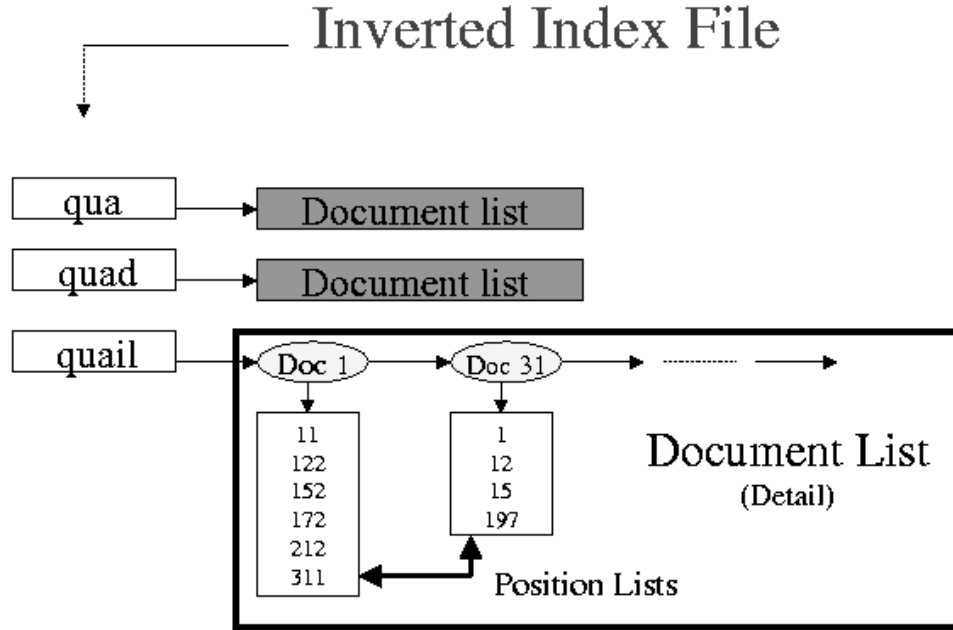 Inverted Index File
qua
Document list
quad
Document list
quail
Doc 1
Doc 31
11
122
152
172
212
311
1
12
15
197
Document List
(Detail)
Position Lists